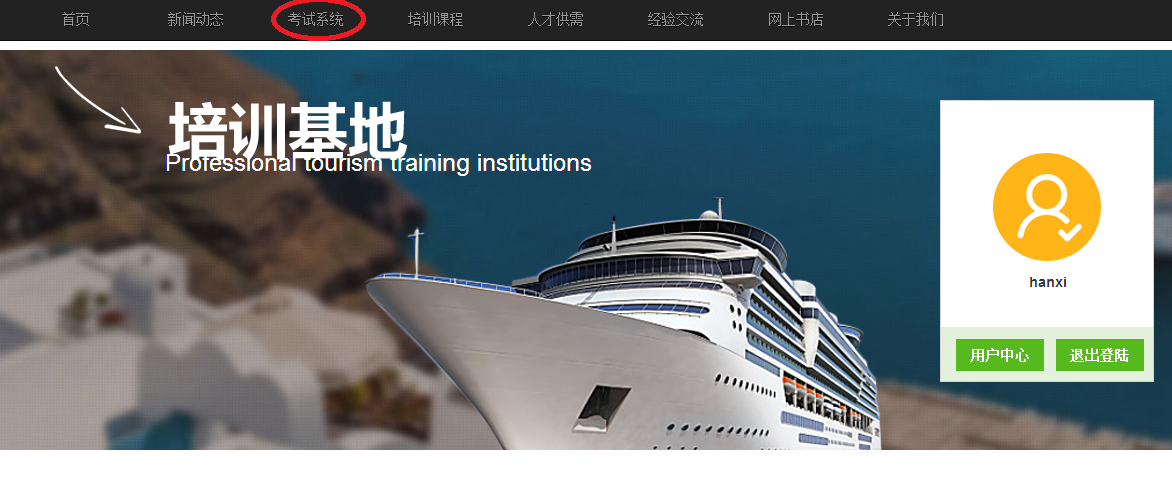 首页 新闻动态 考试系统 培训课程 人才供需 经验交流 网上书店 关于我们
培训基地
Professional tourism training institutions
hanxi
用户中心 退出登陆